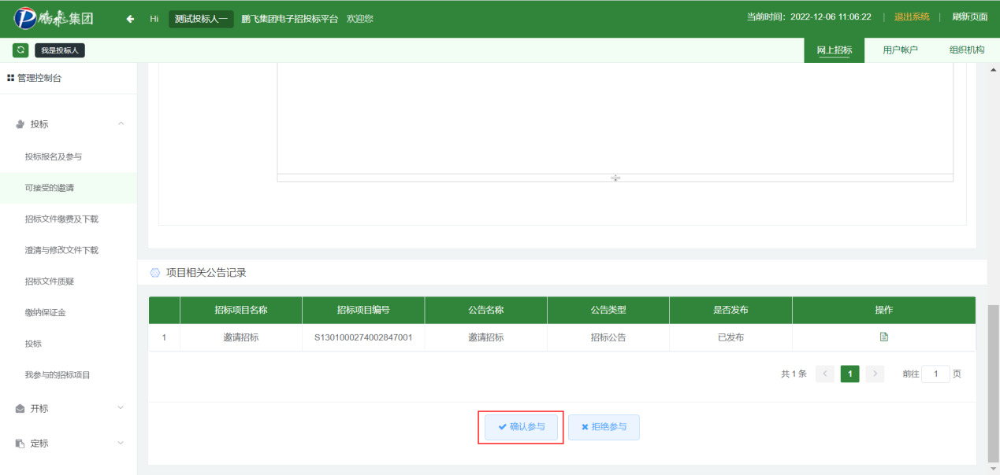 鹏飞集团 Hi 测试投标人一 鹏飞集团电子招投标平台 欢迎您 当前时间：2022-12-06 11:06:22 | 退出系统 | 刷新页面
我是投标人 网上招标 用户帐户 组织机构
管理控制台
投标
投标报名及参与
可接受的邀请
招标文件缴费及下载
澄清与修改文件下载
招标文件质疑
缴纳保证金
投标
我参与的招标项目
开标
定标
项目相关公告记录
招标项目名称 招标项目编号 公告名称 公告类型 是否发布 操作
1 邀请招标 S1301000274002847001 邀请招标 招标公告 已发布
共 1 条 < 1 > 前往 1 页
确认参与 拒绝参与